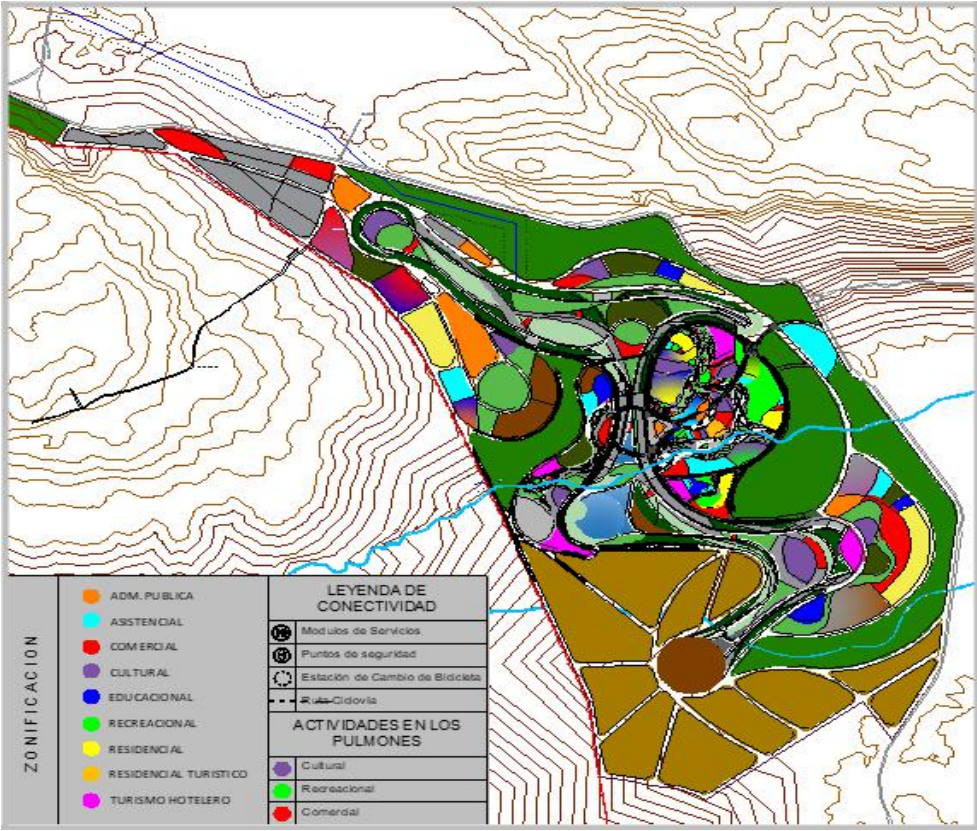 ZONIFICACION
ADM. PUBLICA
ASISTENCIAL
COMERCIAL
CULTURAL
EDUCACIONAL
RECREACIONAL
RESIDENCIAL
RESIDENCIAL TURISTICO
TURISMO HOTELERO
LEYENDA DE
CONECTIVIDAD
Modulos de Servicios
Puntos de seguridad
Estación de Cambio de Bicicleta
Ruta Ciclovia
ACTIVIDADES EN LOS
PULMONES
Cultural
Recreacional
Comercial